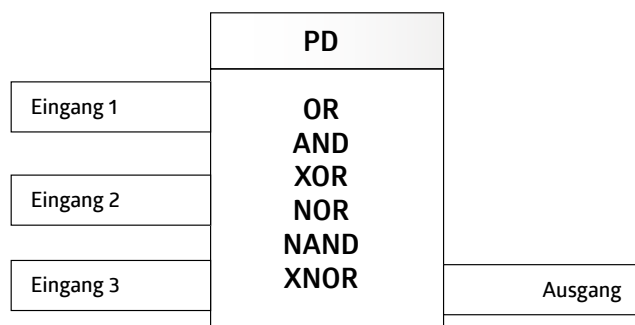 PD
Eingang 1
OR
AND
XOR
Eingang 2
NOR
NAND
Eingang 3
XNOR
Ausgang